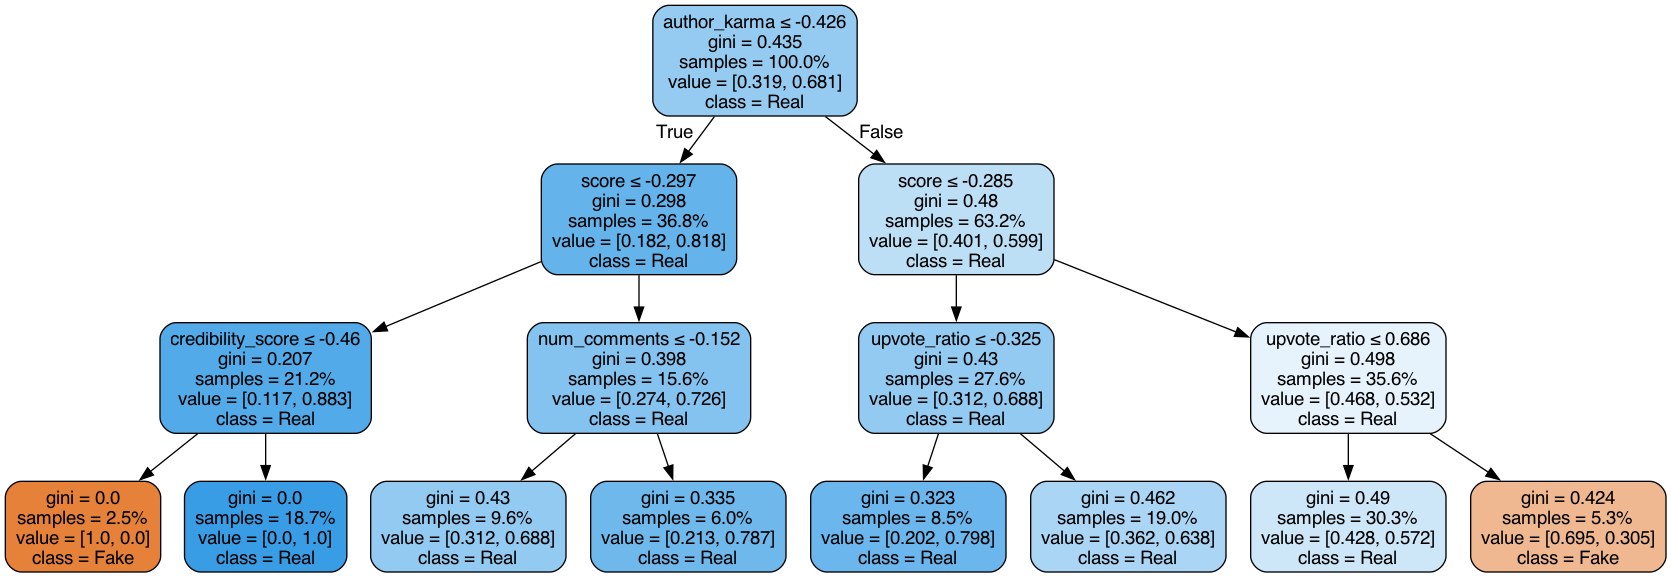 author_karma ≤ -0.426
gini = 0.435
samples = 100.0%
value = [0.319, 0.681]
class = Real
True
False
score ≤ -0.297
gini = 0.298
samples = 36.8%
value = [0.182, 0.818]
class = Real
score ≤ -0.285
gini = 0.48
samples = 63.2%
value = [0.401, 0.599]
class = Real
credibility_score ≤ -0.46
gini = 0.207
samples = 21.2%
value = [0.117, 0.883]
class = Real
num_comments ≤ -0.152
gini = 0.398
samples = 15.6%
value = [0.274, 0.726]
class = Real
upvote_ratio ≤ -0.325
gini = 0.43
samples = 27.6%
value = [0.312, 0.688]
class = Real
upvote_ratio ≤ 0.686
gini = 0.498
samples = 35.6%
value = [0.468, 0.532]
class = Real
gini = 0.0
samples = 2.5%
value = [1.0, 0.0]
class = Fake
gini = 0.0
samples = 18.7%
value = [0.0, 1.0]
class = Real
gini = 0.43
samples = 9.6%
value = [0.312, 0.688]
class = Real
gini = 0.335
samples = 6.0%
value = [0.213, 0.787]
class = Real
gini = 0.323
samples = 8.5%
value = [0.202, 0.798]
class = Real
gini = 0.462
samples = 19.0%
value = [0.362, 0.638]
class = Real
gini = 0.49
samples = 30.3%
value = [0.428, 0.572]
class = Real
gini = 0.424
samples = 5.3%
value = [0.695, 0.305]
class = Fake